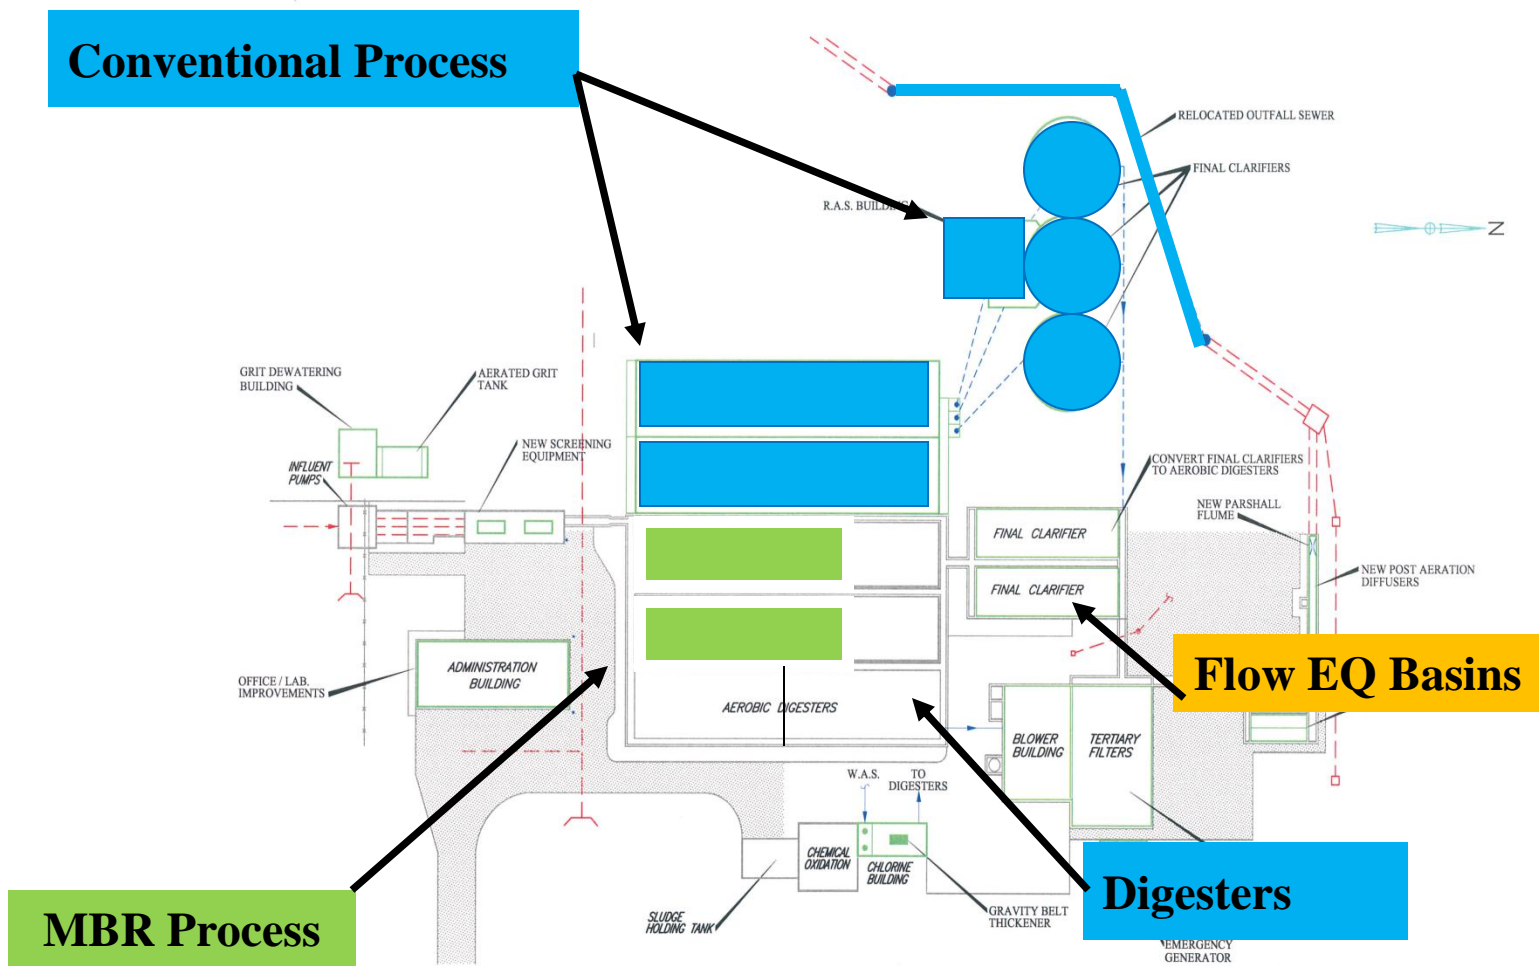 Conventional Process
RELOCATED OUTFALL SEWER
FINAL CLARIFIERS
R.A.S. BUILDING
N
GRIT DEWATERING
BUILDING
AERATED GRIT
TANK
NEW SCREENING
EQUIPMENT
INFLUENT
PUMPS
CONVERT FINAL CLARIFIERS
TO AEROBIC DIGESTERS
NEW PARSHALL
FLUME
FINAL CLARIFIER
FINAL CLARIFIER
NEW POST AERATION
DIFFUSERS
OFFICE / LAB.
IMPROVEMENTS
ADMINISTRATION
BUILDING
Flow EQ Basins
AEROBIC DIGESTERS
BLOWER
BUILDING
TERTIARY
FILTERS
W.A.S.
TO
DIGESTERS
CHEMICAL
OXIDATION
CHLORINE
BUILDING
SLUDGE
HOLDING TANK
GRAVITY BELT
THICKENER
Digesters
MBR Process
EMERGENCY
GENERATOR